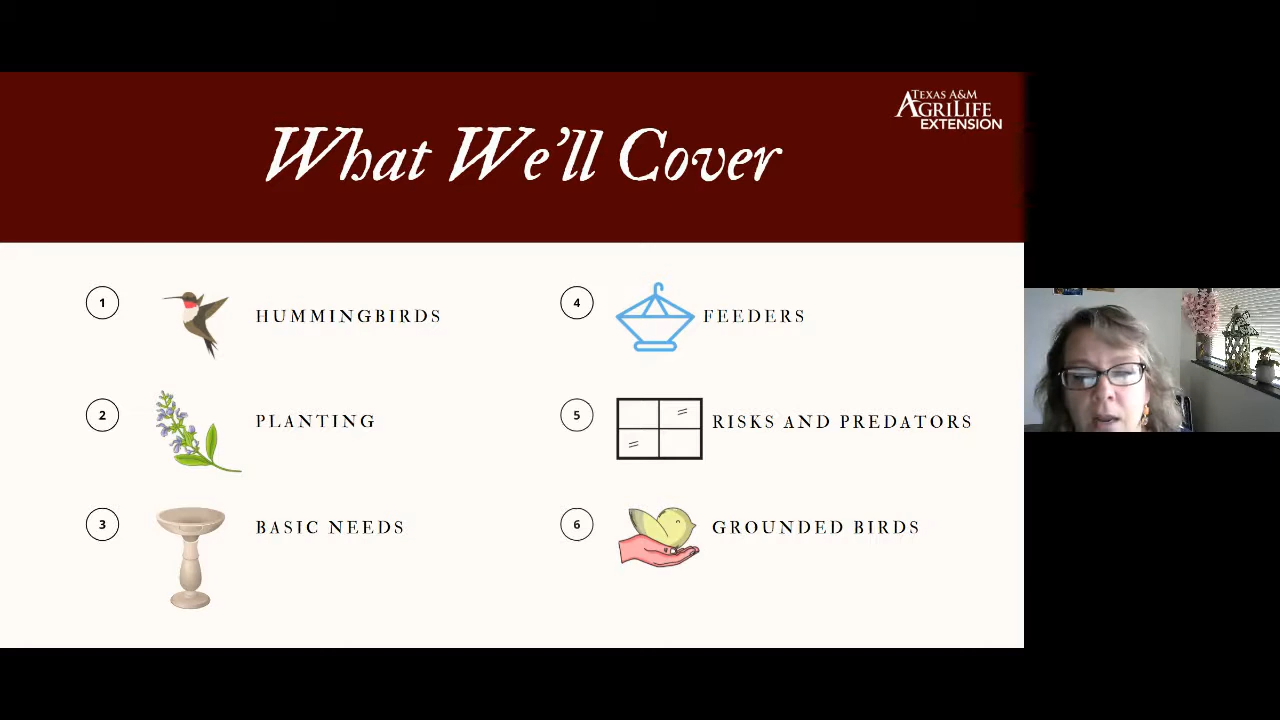 TEXAS A&M
AGRILIFE
EXTENSION
What We'll Cover
1
HUMMINGBIRDS
2
PLANTING
3
BASIC NEEDS
4
FEEDERS
5
RISKS AND PREDATORS
6
GROUNDED BIRDS